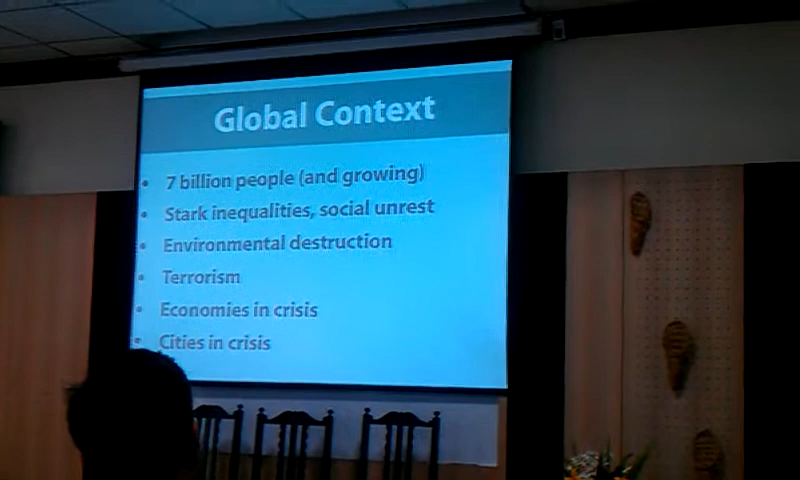 Global Context
• 7 billion people (and growing)
• Stark inequalities, social unrest
• Environmental destruction
• Terrorism
• Economies in crisis
• Cities in crisis